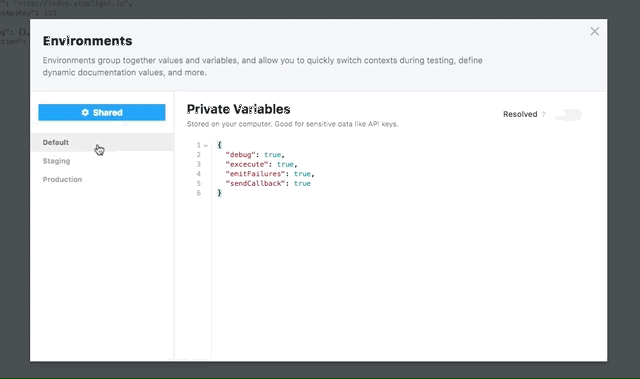 Environments
Environments group together values and variables, and allow you to quickly switch contexts during testing, define
dynamic documentation values, and more.
Shared
Default
Staging
Production
Private Variables
Stored on your computer. Good for sensitive data like API keys.
Resolved ?
1 {
2 "debug": true,
3 "excecute": true,
4 "emitFailures": true,
5 "sendCallback": true
6 }